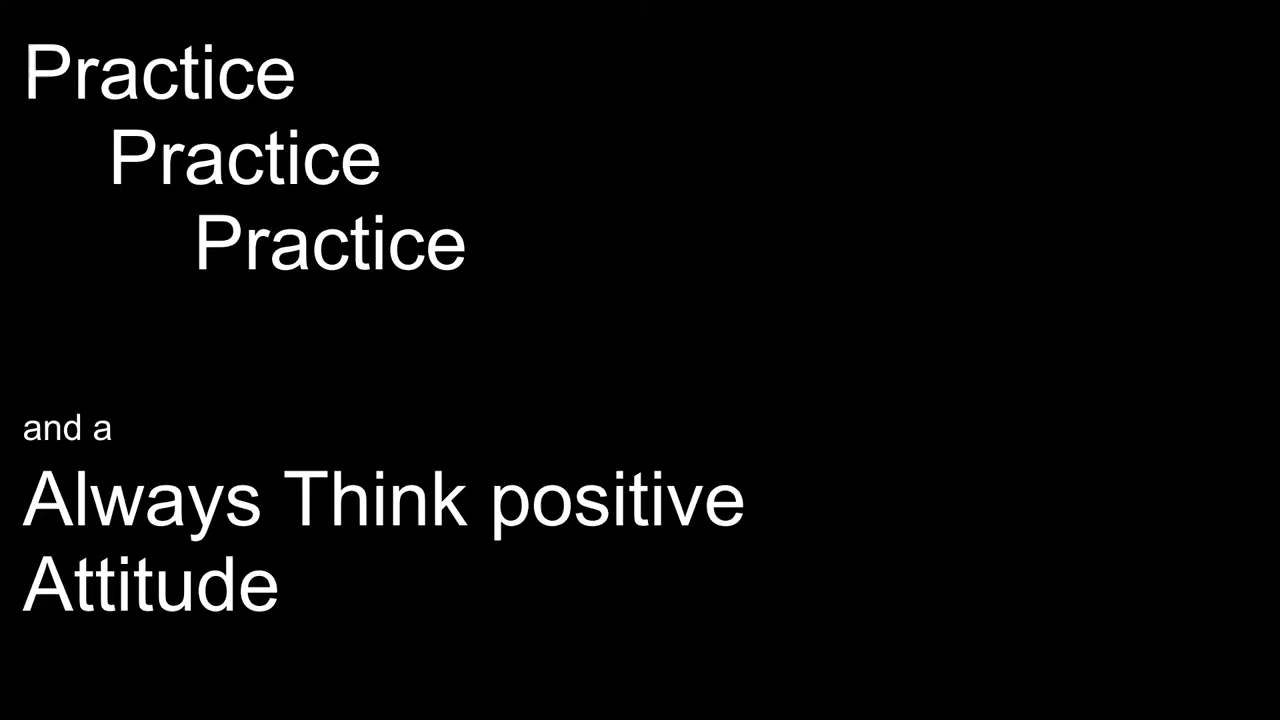 Practice
Practice
Practice
and a
Always Think positive
Attitude